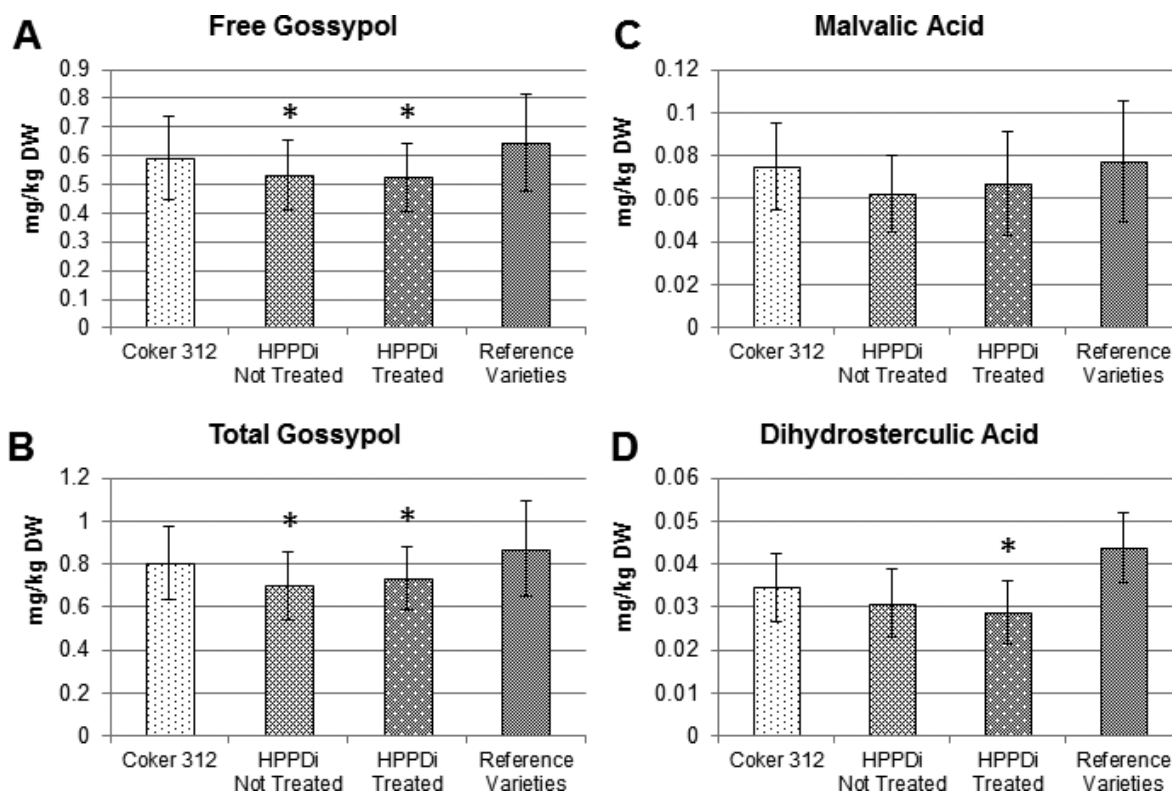 A
Free Gossypol
mg/kg DW
0.9
0.8
0.7
0.6
0.5
0.4
0.3
0.2
0.1
0
*
*
Coker 312
HPPDi
Not Treated
HPPDi
Treated
Reference
Varieties
C
Malvalic Acid
mg/kg DW
0.12
0.1
0.08
0.06
0.04
0.02
0
Coker 312
HPPDi
Not Treated
HPPDi
Treated
Reference
Varieties
B
Total Gossypol
mg/kg DW
1.2
1
0.8
0.6
0.4
0.2
0
*
*
Coker 312
HPPDi
Not Treated
HPPDi
Treated
Reference
Varieties
D
Dihydrosterculic Acid
mg/kg DW
0.06
0.05
0.04
0.03
0.02
0.01
0
*
Coker 312
HPPDi
Not Treated
HPPDi
Treated
Reference
Varieties